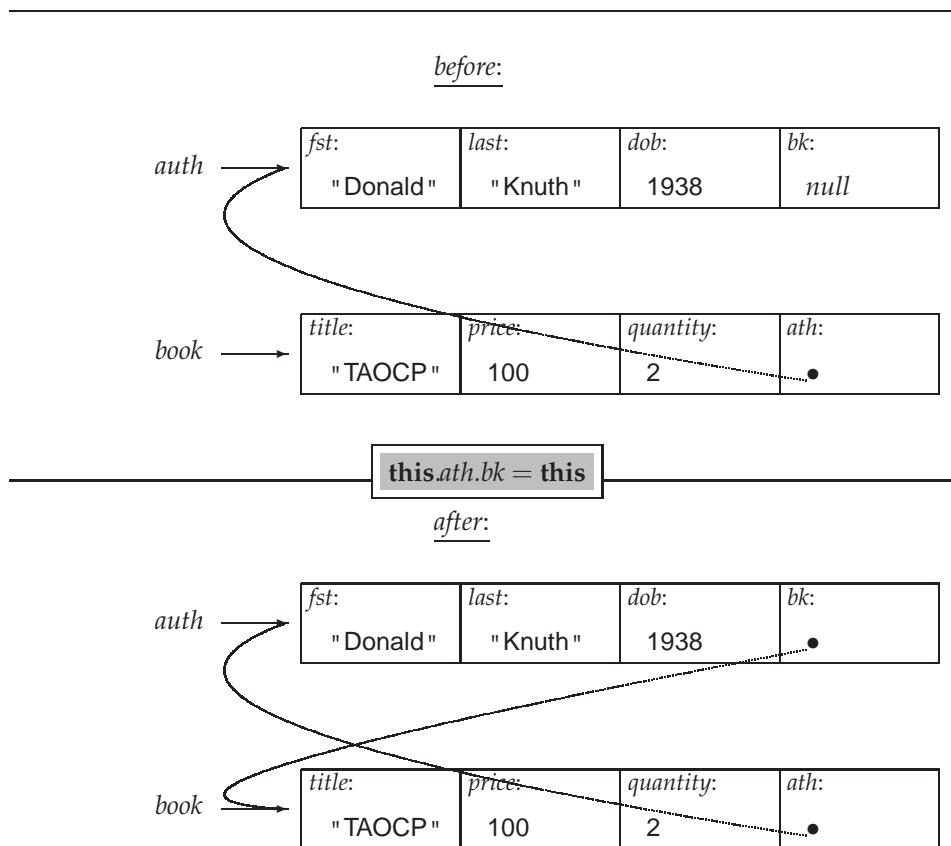 before:
fst: last: dob: bk:
auth
"Donald" "Knuth" 1938 null
title: price: quantity: ath:
book
"TAOCP" 100 2 •
this.ath.bk = this
after:
fst: last: dob: bk:
auth
"Donald" "Knuth" 1938 •
title: price: quantity: ath:
book
"TAOCP" 100 2 •